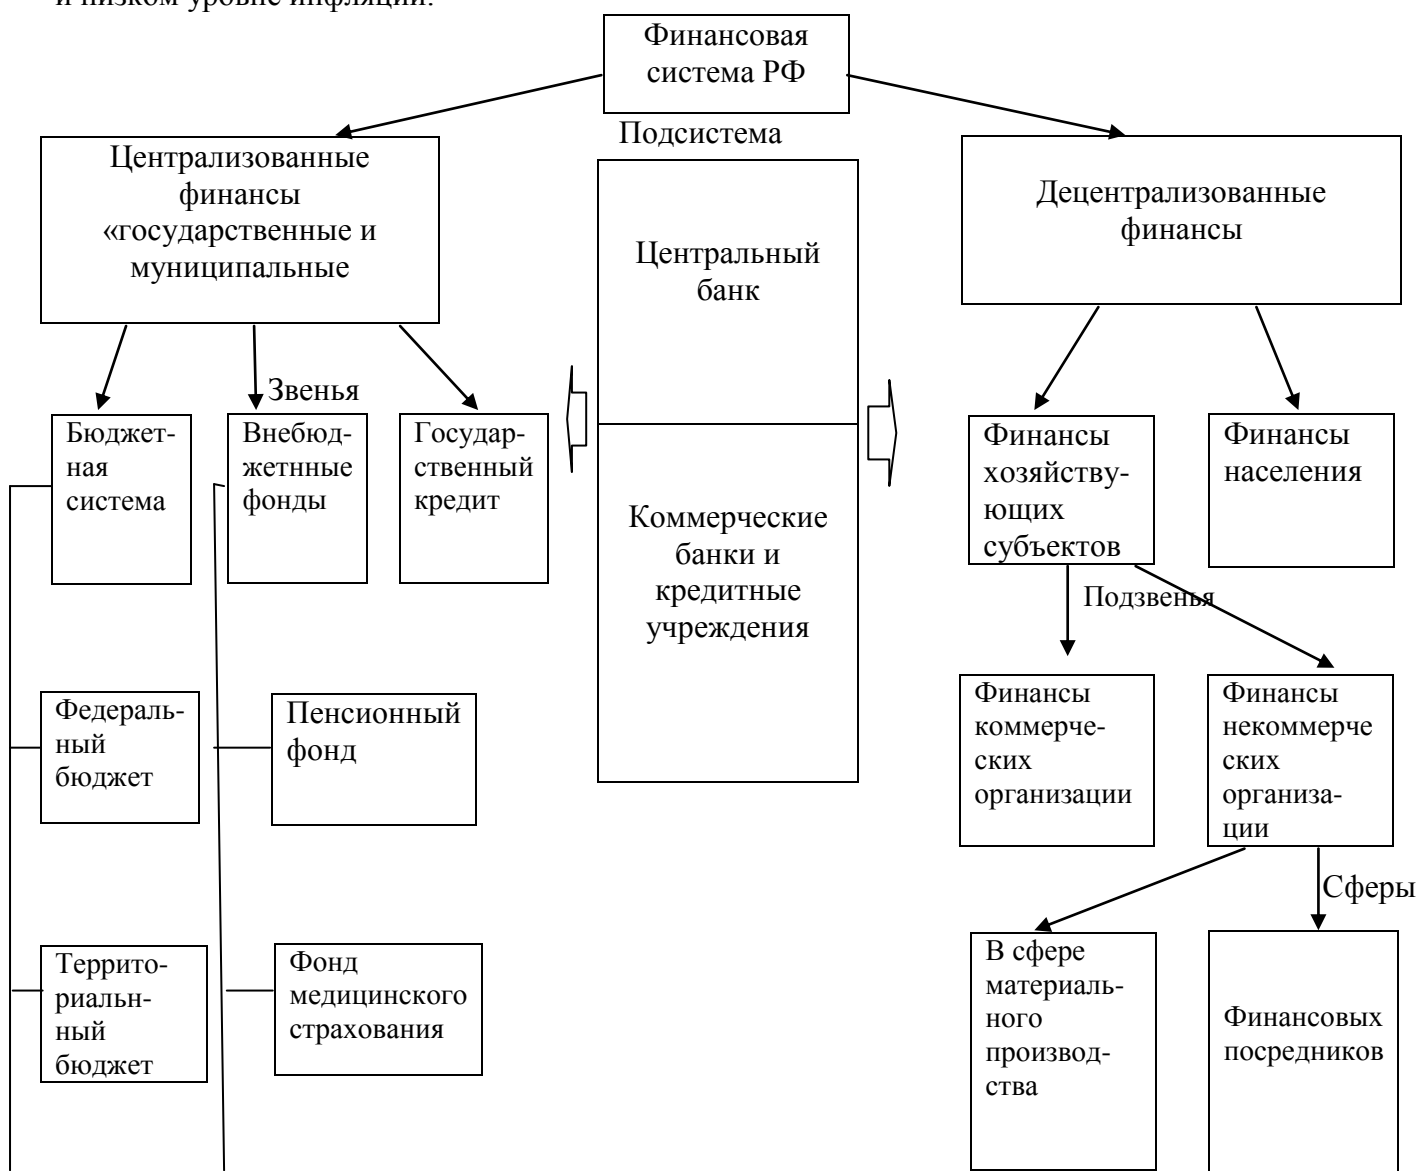 и низком уровне инфляции.
Финансовая
система РФ
Подсистема
Централизованные
финансы
«государственные и
муниципальные
Центральный
банк
Децентрализованные
финансы
Звенья
Бюджет-
ная
система
Внебюд-
жетнные
фонды
Государ-
ственный
кредит
Коммерческие
банки и
кредитные
учреждения
Финансы
хозяйству-
ющих
субъектов
Финансы
населения
Подзвенья
Федераль-
ный
бюджет
Пенсионный
фонд
Финансы
коммерче-
ских
организации
Финансы
некоммерче
ских
организа-
ции
Сферы
Террито-
риальн-
ный
бюджет
Фонд
медицинского
страхования
В сфере
материаль-
ного
производ-
ства
Финансовых
посредников